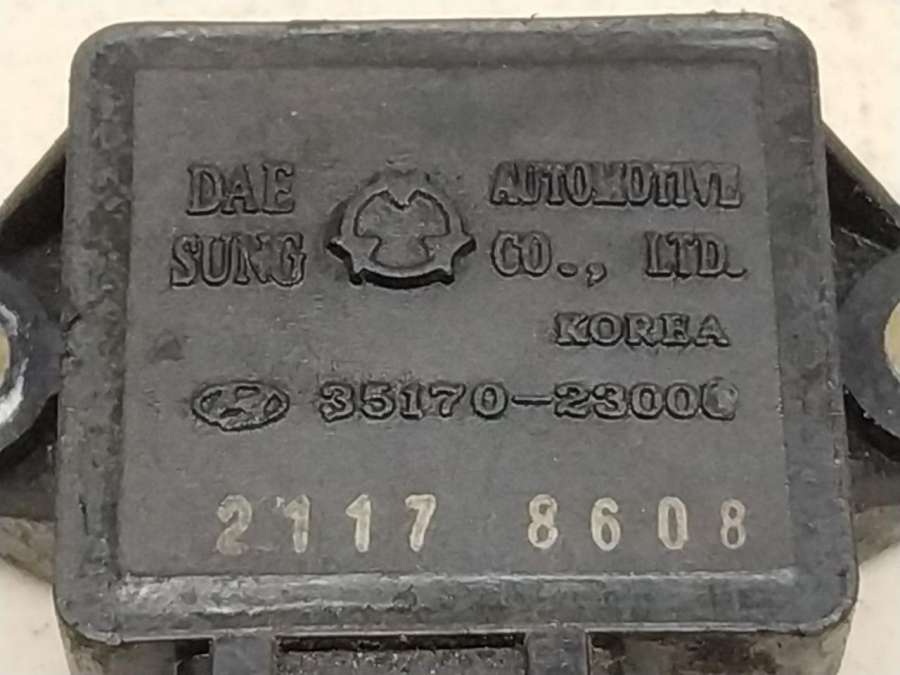 DAE SUNG AUTOMOTIVE CO., LTD.
KOREA
35170-23000
2117 8608